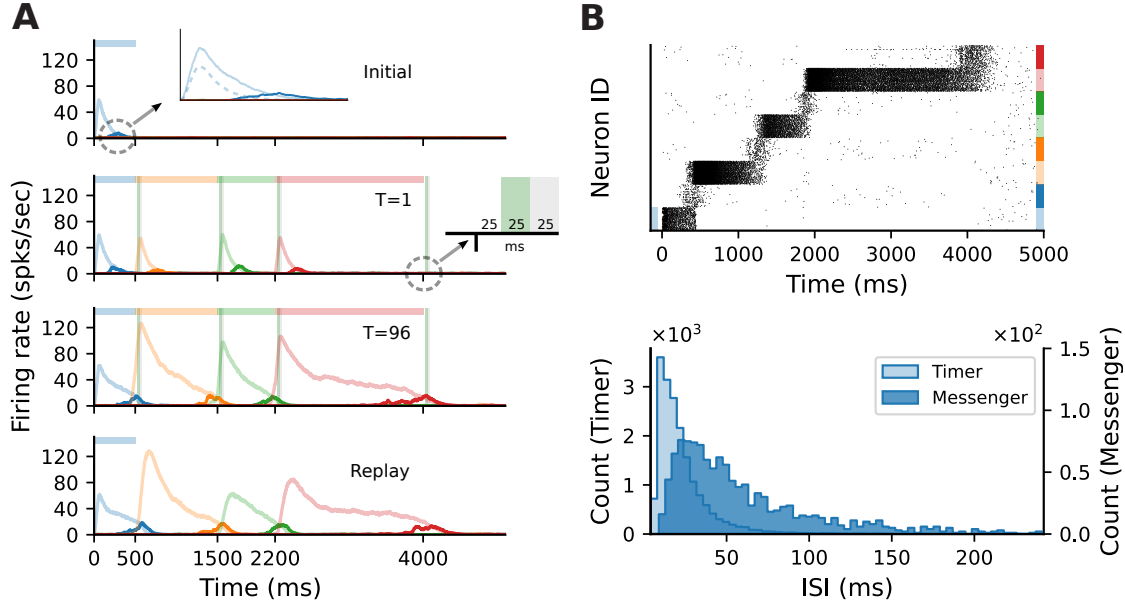 A
Firing rate (spks/sec)
120
80
40
0
Initial
120
80
40
0
T=1
25 25 25
ms
120
80
40
0
T=96
120
80
40
0
Replay
0 500 1500 2200 4000
Time (ms)
B
Neuron ID
0 1000 2000 3000 4000 5000
Time (ms)
×10³ ×10²
Count (Timer)
3
2
1
0
Timer
Messenger
1.5
1.0
0.5
0.0
Count (Messenger)
50 100 150 200
ISI (ms)